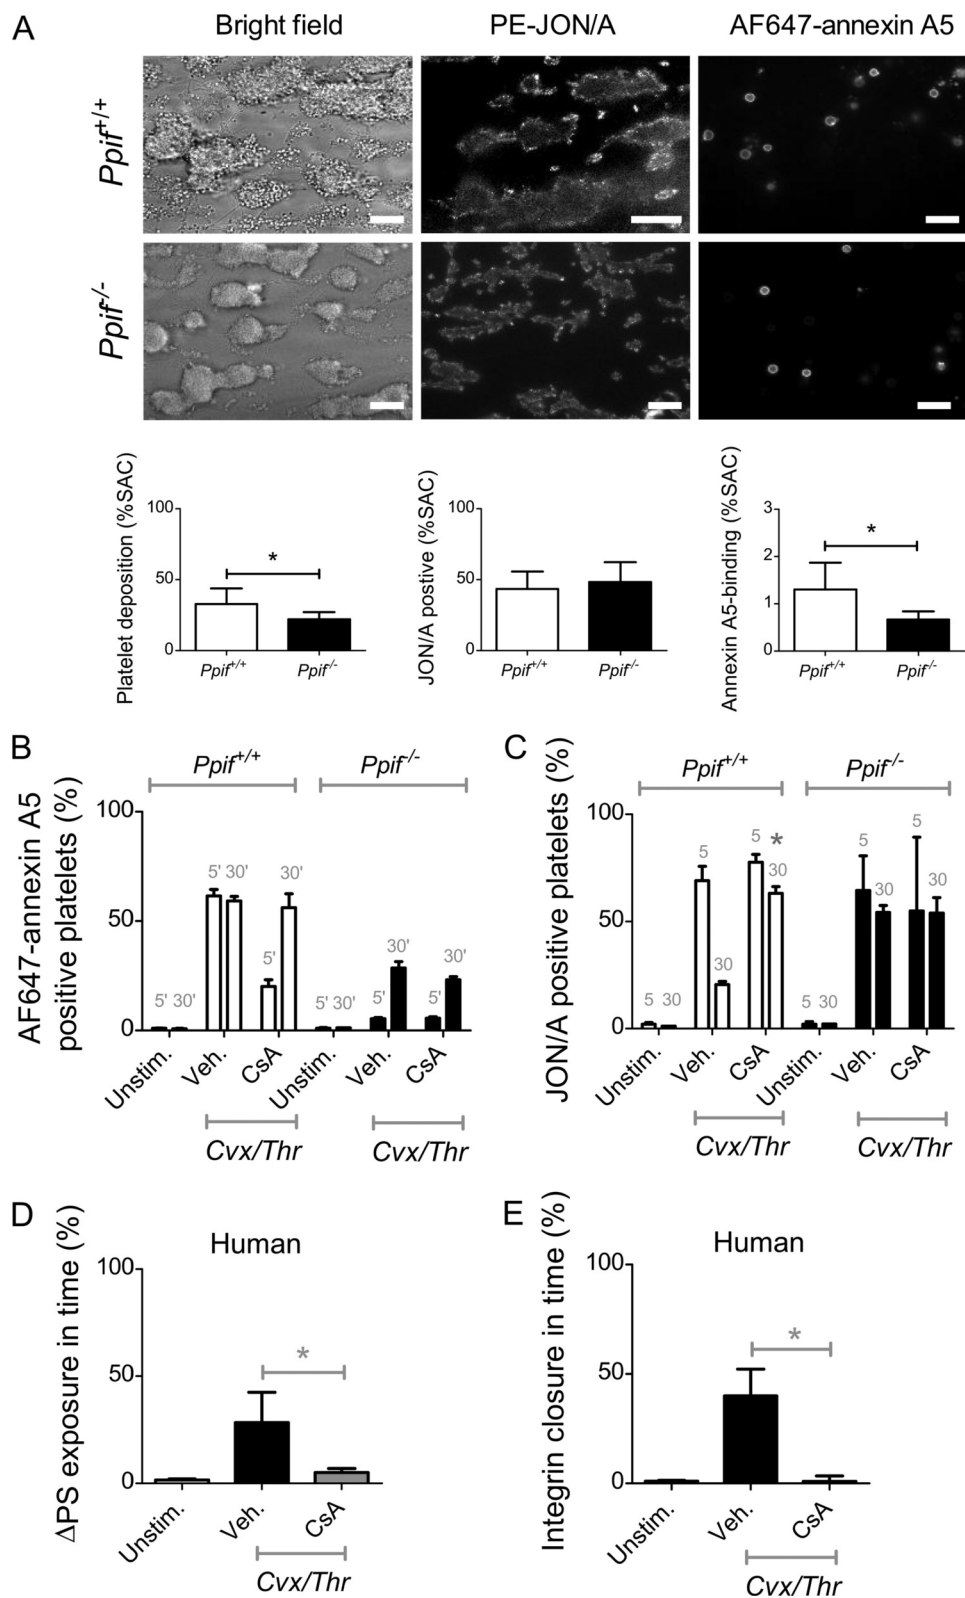 A
Bright field
PE-JON/A
AF647-annexin A5
Ppif+/+
Ppif-/-
Platelet deposition (%SAC)
100
50
0
*
Ppif+/+
Ppif-/-
JON/A postive (%SAC)
100
50
0
Ppif+/+
Ppif-/-
Annexin A5-binding (%SAC)
3
2
1
0
*
Ppif+/+
Ppif-/-
B
AF647-annexin A5
positive platelets (%)
Ppif+/+
Ppif-/-
100
50
0
5' 30'
5' 30'
5'
30'
5' 30'
5'
30'
5'
30'
Unstim.
Veh.
CsA
Unstim.
Veh.
CsA
Cvx/Thr
Cvx/Thr
C
JON/A positive platelets (%)
Ppif+/+
Ppif-/-
100
50
0
5 30
5
30
5
*
30
5 30
5
30
5
30
Unstim.
Veh.
CsA
Unstim.
Veh.
CsA
Cvx/Thr
Cvx/Thr
D
ΔPS exposure in time (%)
Human
100
50
0
*
Unstim.
Veh.
CsA
Cvx/Thr
E
Integrin closure in time (%)
Human
100
50
0
*
Unstim.
Veh.
CsA
Cvx/Thr